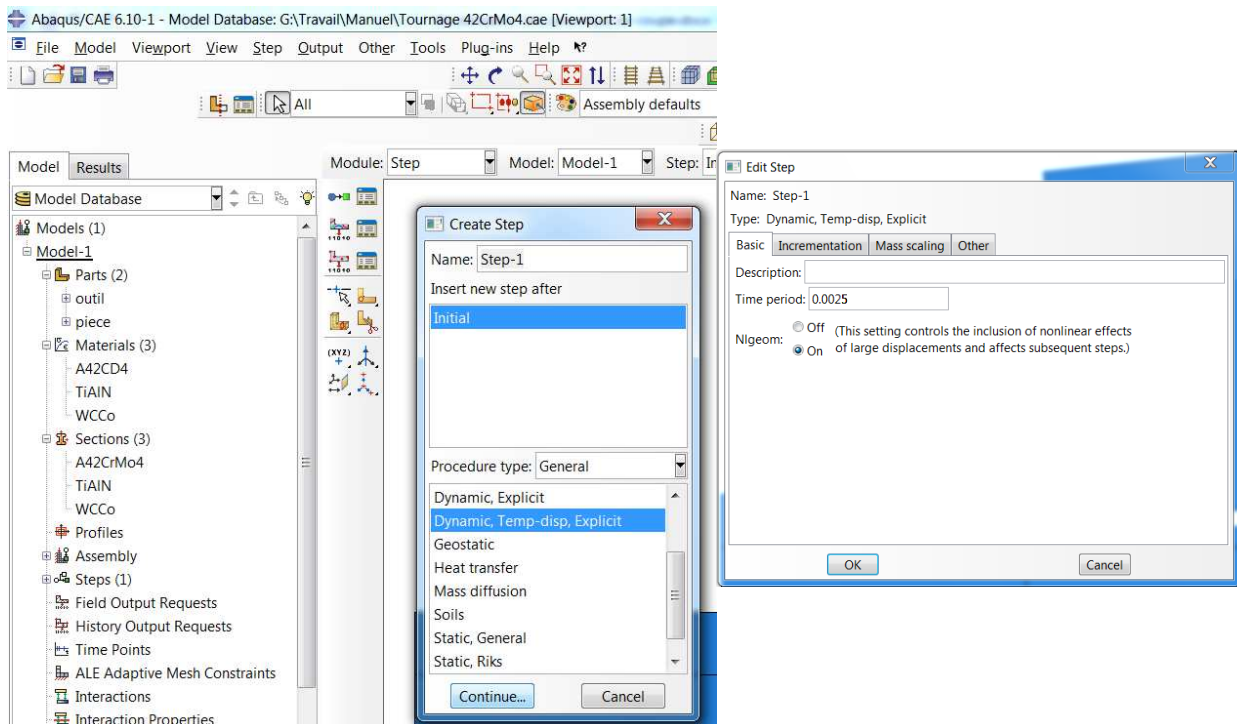 Abaqus/CAE 6.10-1 - Model Database: G:\Travail\Manuel\Tournage 42CrMo4.cae [Viewport: 1]
File Model Viewport View Step Output Other Tools Plug-ins Help
All
Assembly defaults
Model Results
Module: Step Model: Model-1 Step:
Model Database
Models (1)
Model-1
Parts (2)
outil
piece
Materials (3)
A42CD4
TiAlN
WCCo
Sections (3)
A42CrMo4
TiAlN
WCCo
Profiles
Assembly
Steps (1)
Field Output Requests
History Output Requests
Time Points
ALE Adaptive Mesh Constraints
Interactions
Interaction Properties
(XYZ)
Create Step
Name: Step-1
Insert new step after
Initial
Procedure type: General
Dynamic, Explicit
Dynamic, Temp-disp, Explicit
Geostatic
Heat transfer
Mass diffusion
Soils
Static, General
Static, Riks
Continue... Cancel
Edit Step
Name: Step-1
Type: Dynamic, Temp-disp, Explicit
Basic Incrementation Mass scaling Other
Description:
Time period: 0.0025
Nlgeom: Off (This setting controls the inclusion of nonlinear effects
On of large displacements and affects subsequent steps.)
OK Cancel